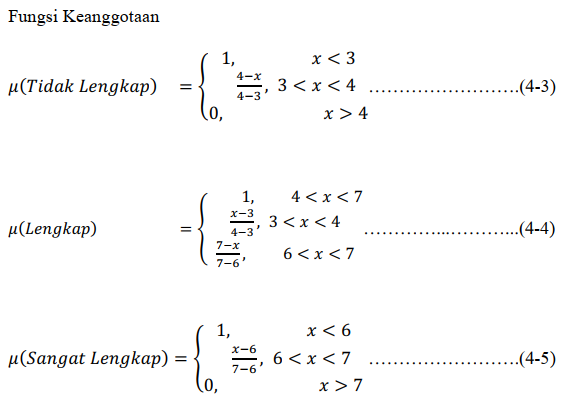 Fungsi Keanggotaan
1, x < 3
μ(Tidak Lengkap) = { (4−x)/(4−3), 3 < x < 4 …………………….(4-3)
0, x > 4
1, 4 < x < 7
μ(Lengkap) = { (x−3)/(4−3), 3 < x < 4 …………...………...(4-4)
(7−x)/(7−6), 6 < x < 7
1, x < 6
μ(Sangat Lengkap) = { (x−6)/(7−6), 6 < x < 7 …………………….(4-5)
0, x > 7